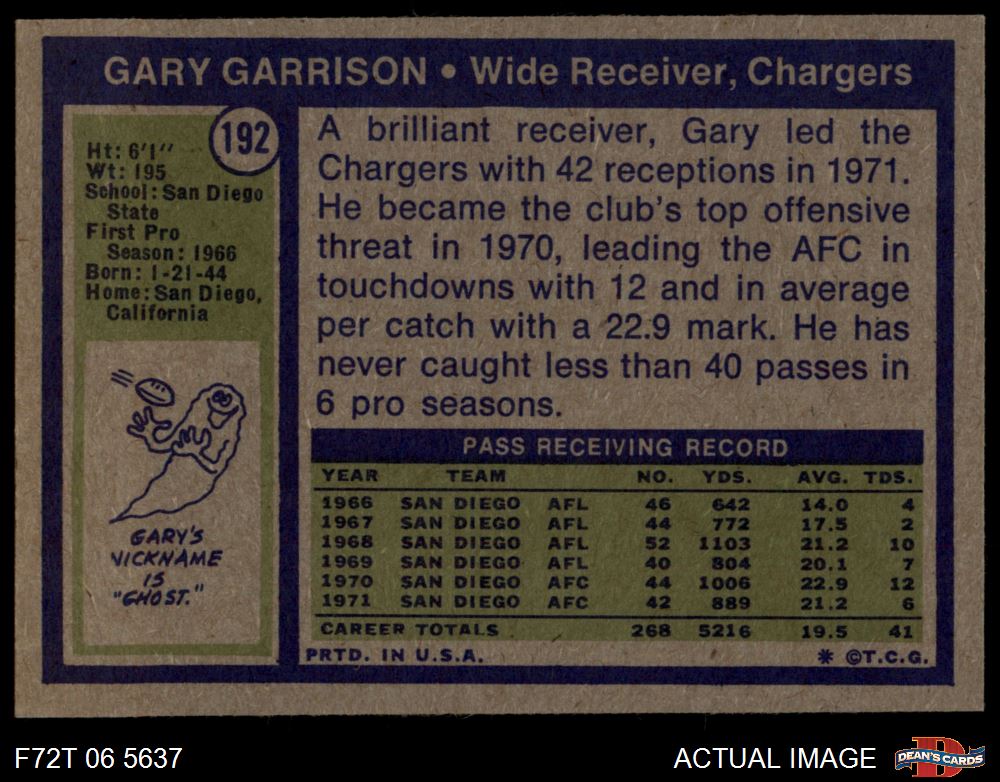 GARY GARRISON • Wide Receiver, Chargers
192
Ht: 6'1"
Wt: 195
School: San Diego
State
First Pro
Season: 1966
Born: 1-21-44
Home: San Diego,
California
GARY'S
NICKNAME
IS
"GHOST."
A brilliant receiver, Gary led the
Chargers with 42 receptions in 1971.
He became the club's top offensive
threat in 1970, leading the AFC in
touchdowns with 12 and in average
per catch with a 22.9 mark. He has
never caught less than 40 passes in
6 pro seasons.
PASS RECEIVING RECORD
YEAR TEAM NO. YDS. AVG. TDS.
1966 SAN DIEGO AFL 46 642 14.0 4
1967 SAN DIEGO AFL 44 772 17.5 2
1968 SAN DIEGO AFL 52 1103 21.2 10
1969 SAN DIEGO AFL 40 804 20.1 7
1970 SAN DIEGO AFC 44 1006 22.9 12
1971 SAN DIEGO AFC 42 889 21.2 6
CAREER TOTALS 268 5216 19.5 41
PRTD. IN U.S.A. * ©T.C.G.
F72T 06 5637
ACTUAL IMAGE
D
DEAN'S CARDS